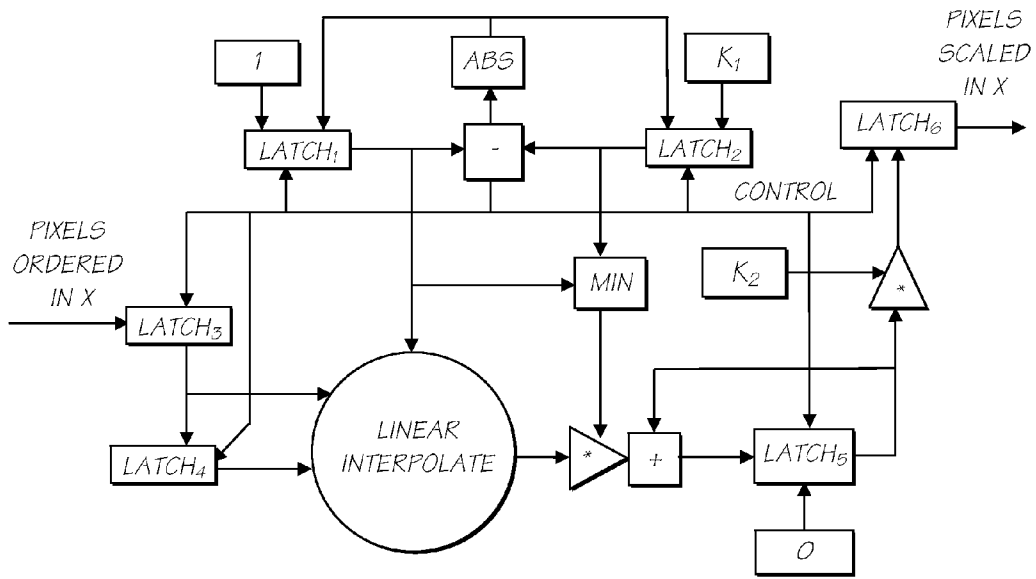 PIXELS
SCALED
IN X
1
ABS
K₁
LATCH₁
-
LATCH₂
LATCH₆
CONTROL
PIXELS
ORDERED
IN X
K₂
*
MIN
LATCH₃
LINEAR
INTERPOLATE
LATCH₄
*
+
LATCH₅
0